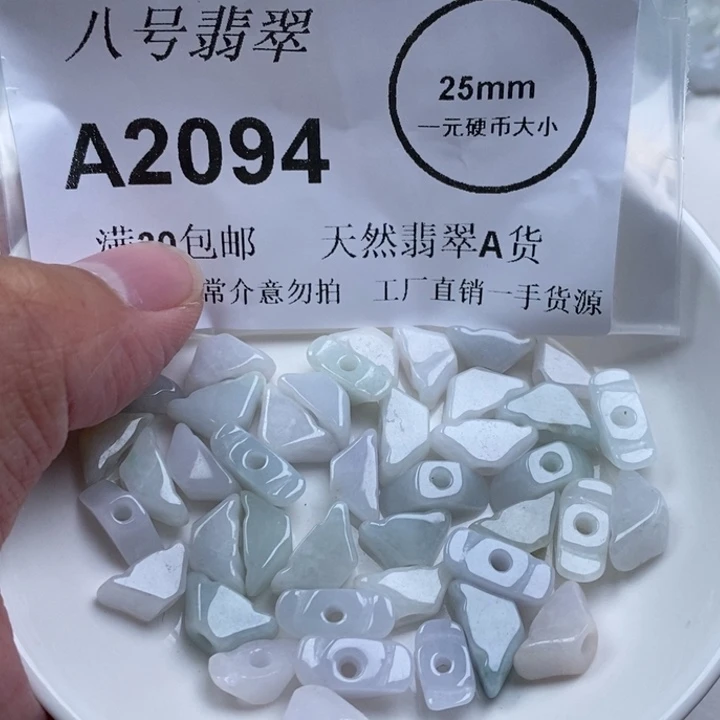 八号翡翠
25mm
一元硬币大小
A2094
满 包邮 天然翡翠A货
常介意勿拍 工厂直销一手货源